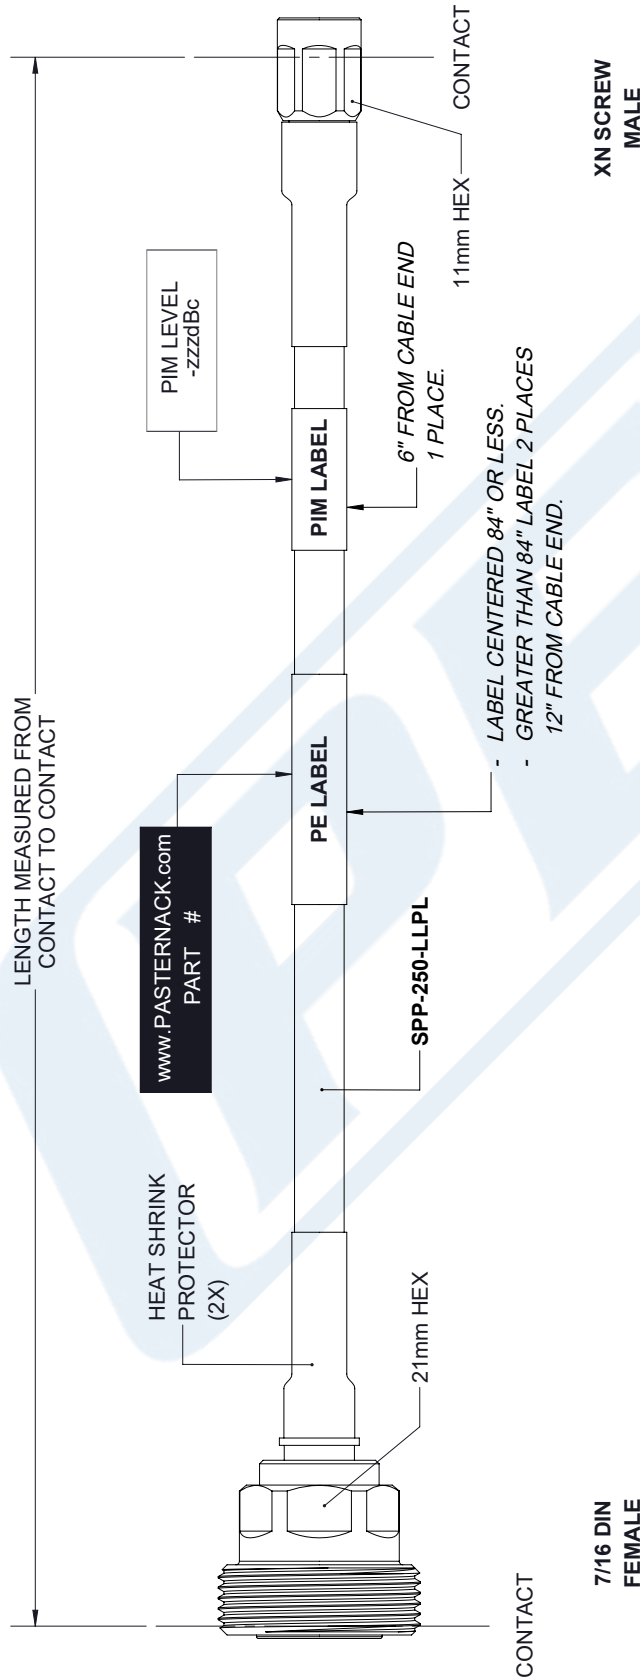 LENGTH MEASURED FROM
CONTACT TO CONTACT
HEAT SHRINK
PROTECTOR
(2X)
www.PASTERNACK.com
PART #
PIM LEVEL
-zzzdBc
PE LABEL
PIM LABEL
CONTACT
21mm HEX
SPP-250-LLPL
6" FROM CABLE END
1 PLACE.
11mm HEX
CONTACT
- LABEL CENTERED 84" OR LESS.
- GREATER THAN 84" LABEL 2 PLACES
12" FROM CABLE END.
7/16 DIN
FEMALE
XN SCREW
MALE